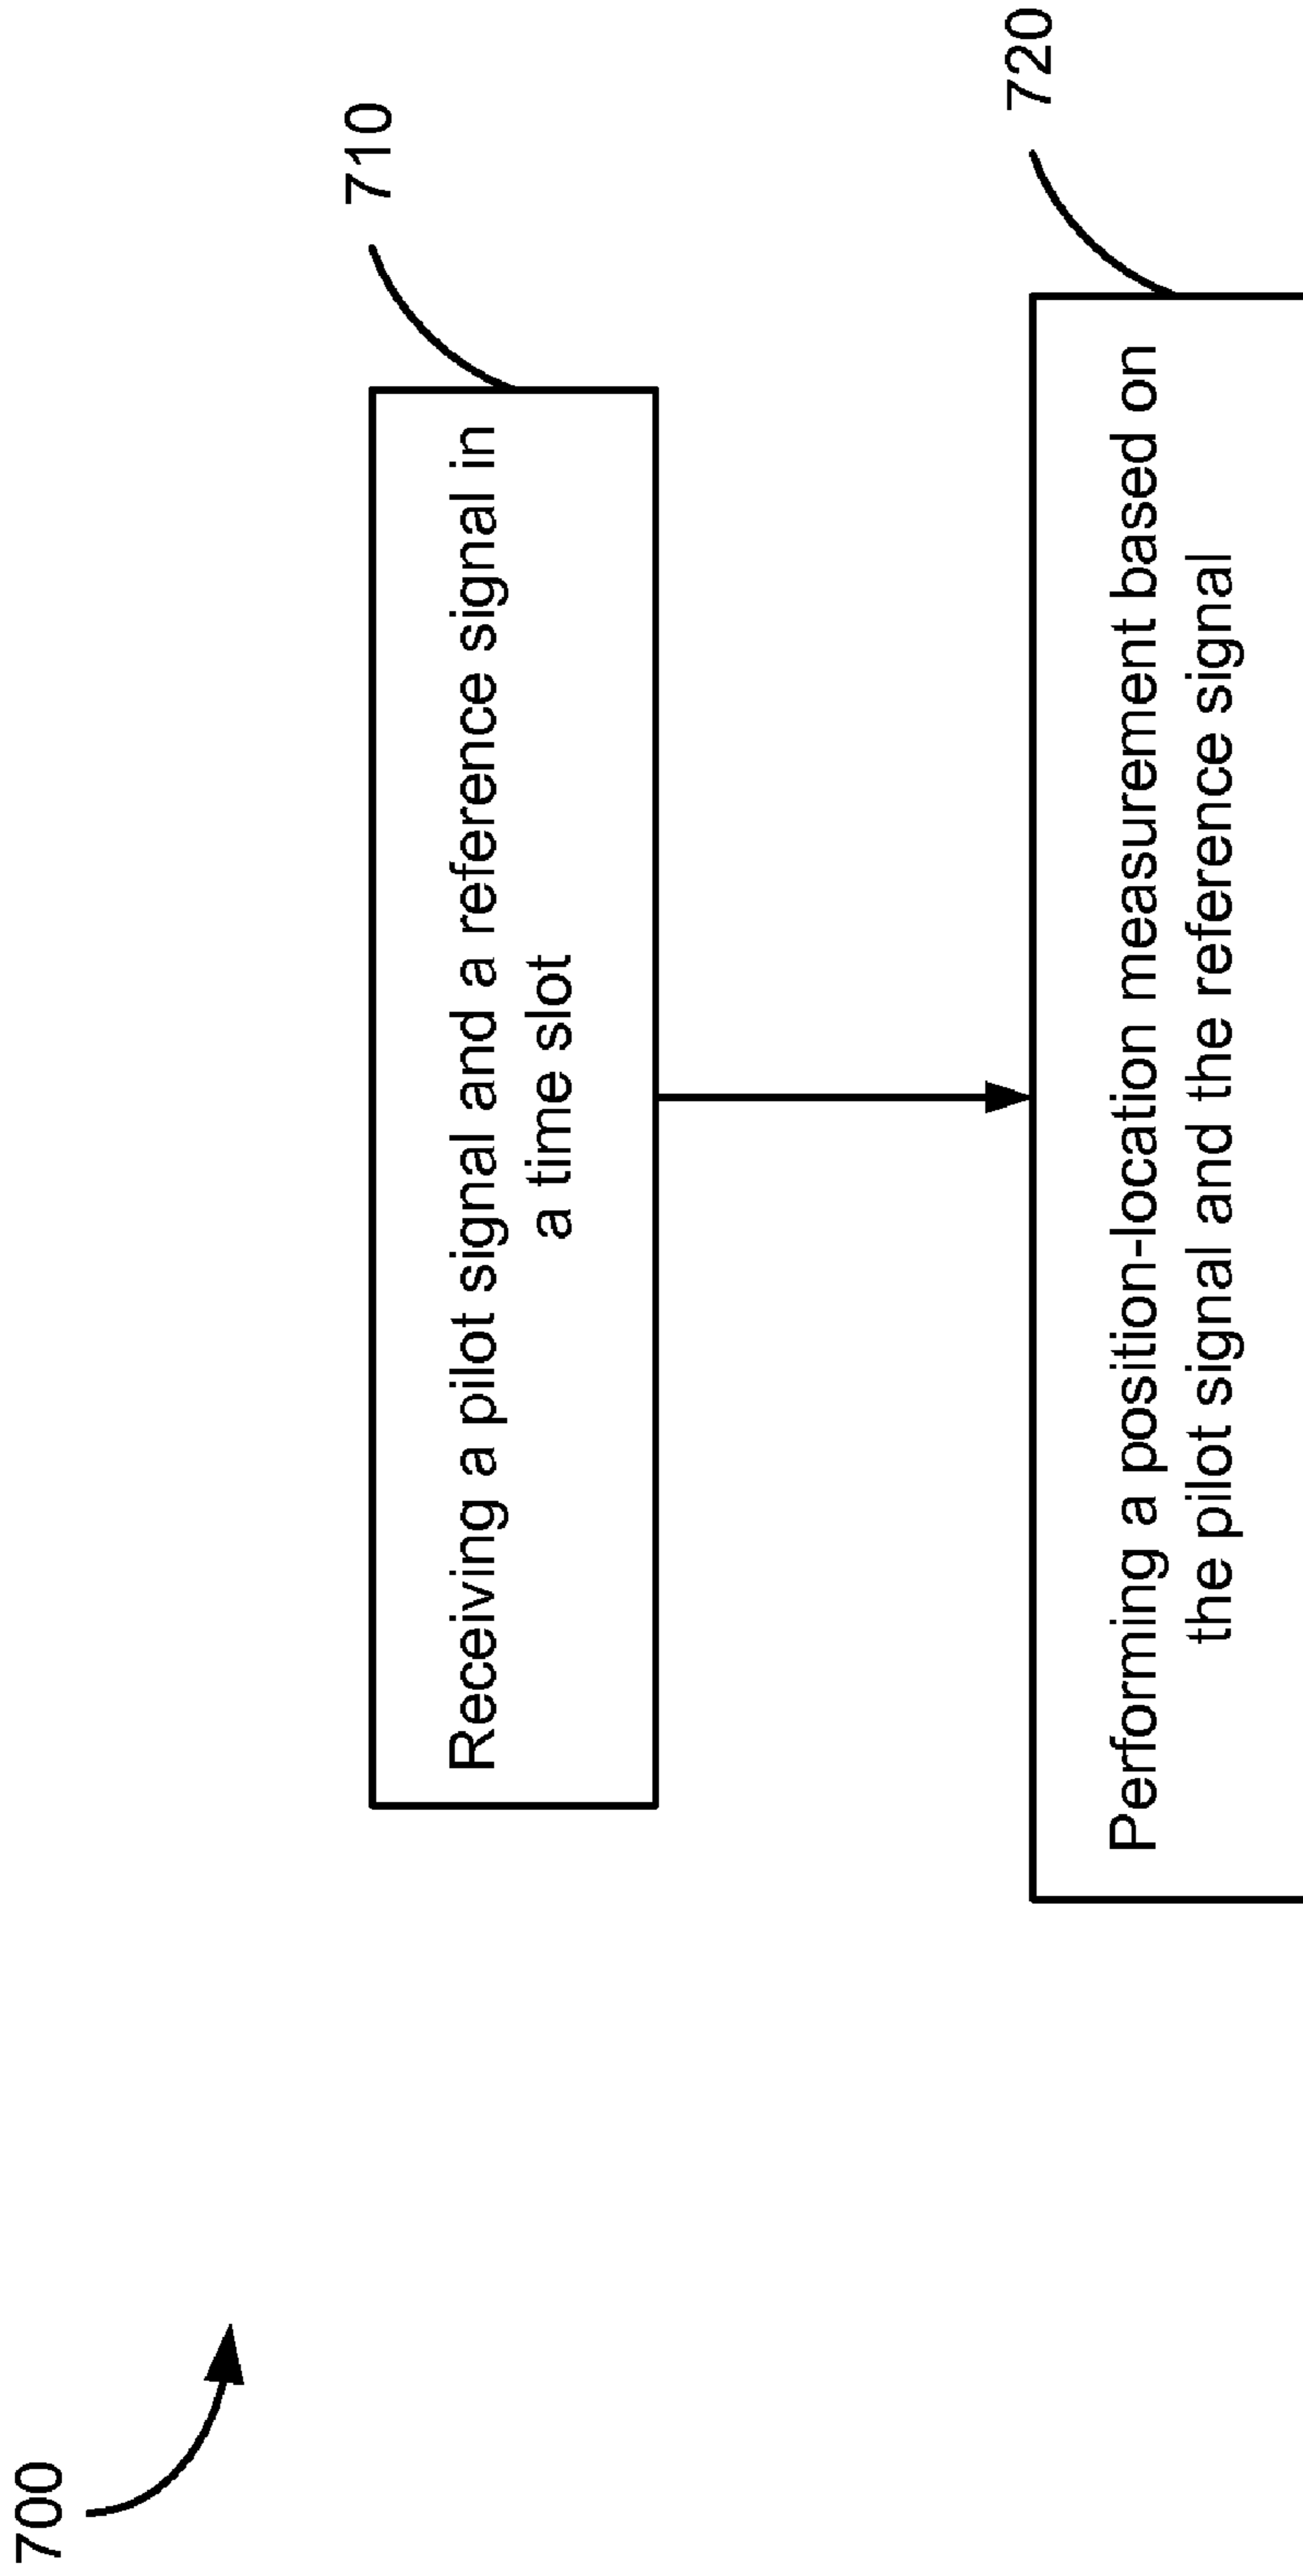 700
710
Receiving a pilot signal and a reference signal in
a time slot
720
Performing a position-location measurement based on
the pilot signal and the reference signal